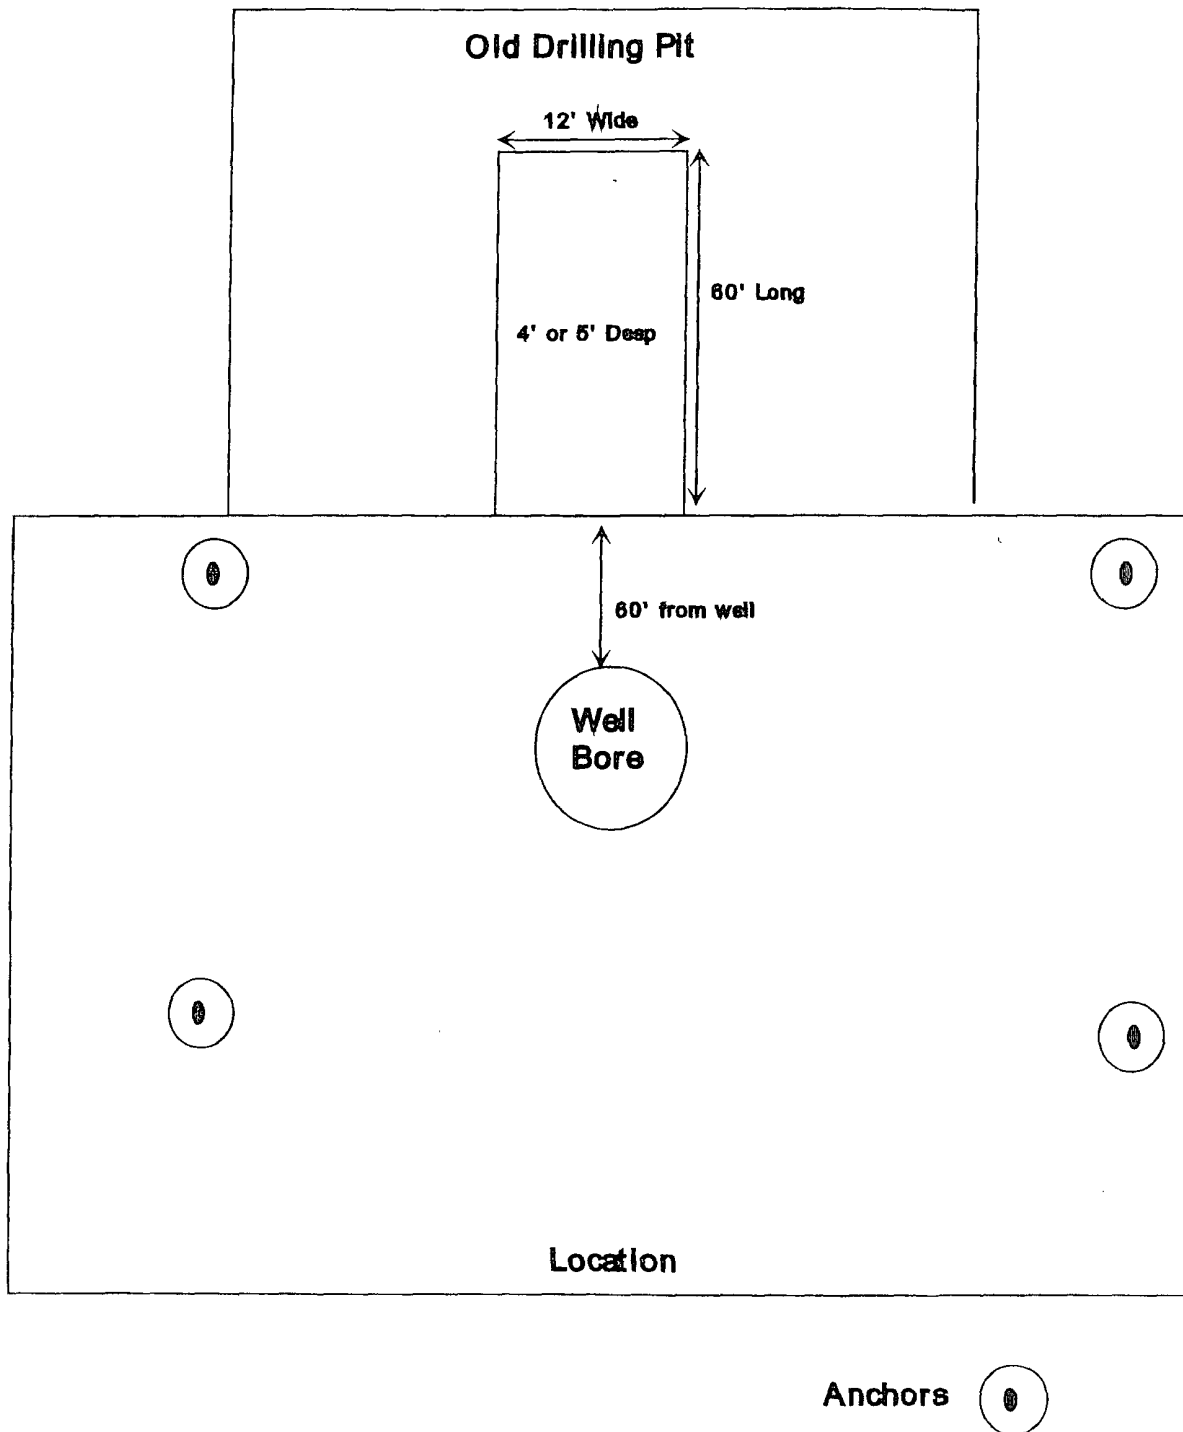 Old Drilling Pit
12' Wide
60' Long
4' or 5' Deep
60' from well
Well
Bore
Location
Anchors